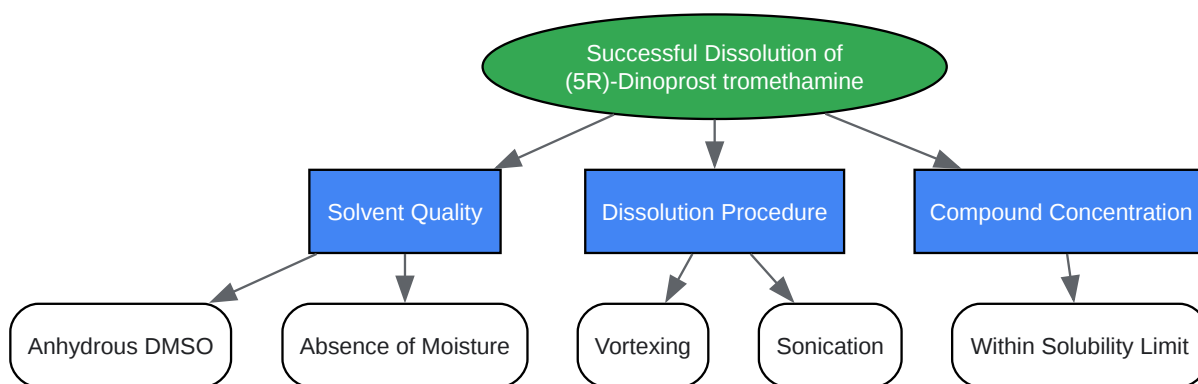 Successful Dissolution of
(5R)-Dinoprost tromethamine
Solvent Quality
Dissolution Procedure
Compound Concentration
Anhydrous DMSO
Absence of Moisture
Vortexing
Sonication
Within Solubility Limit